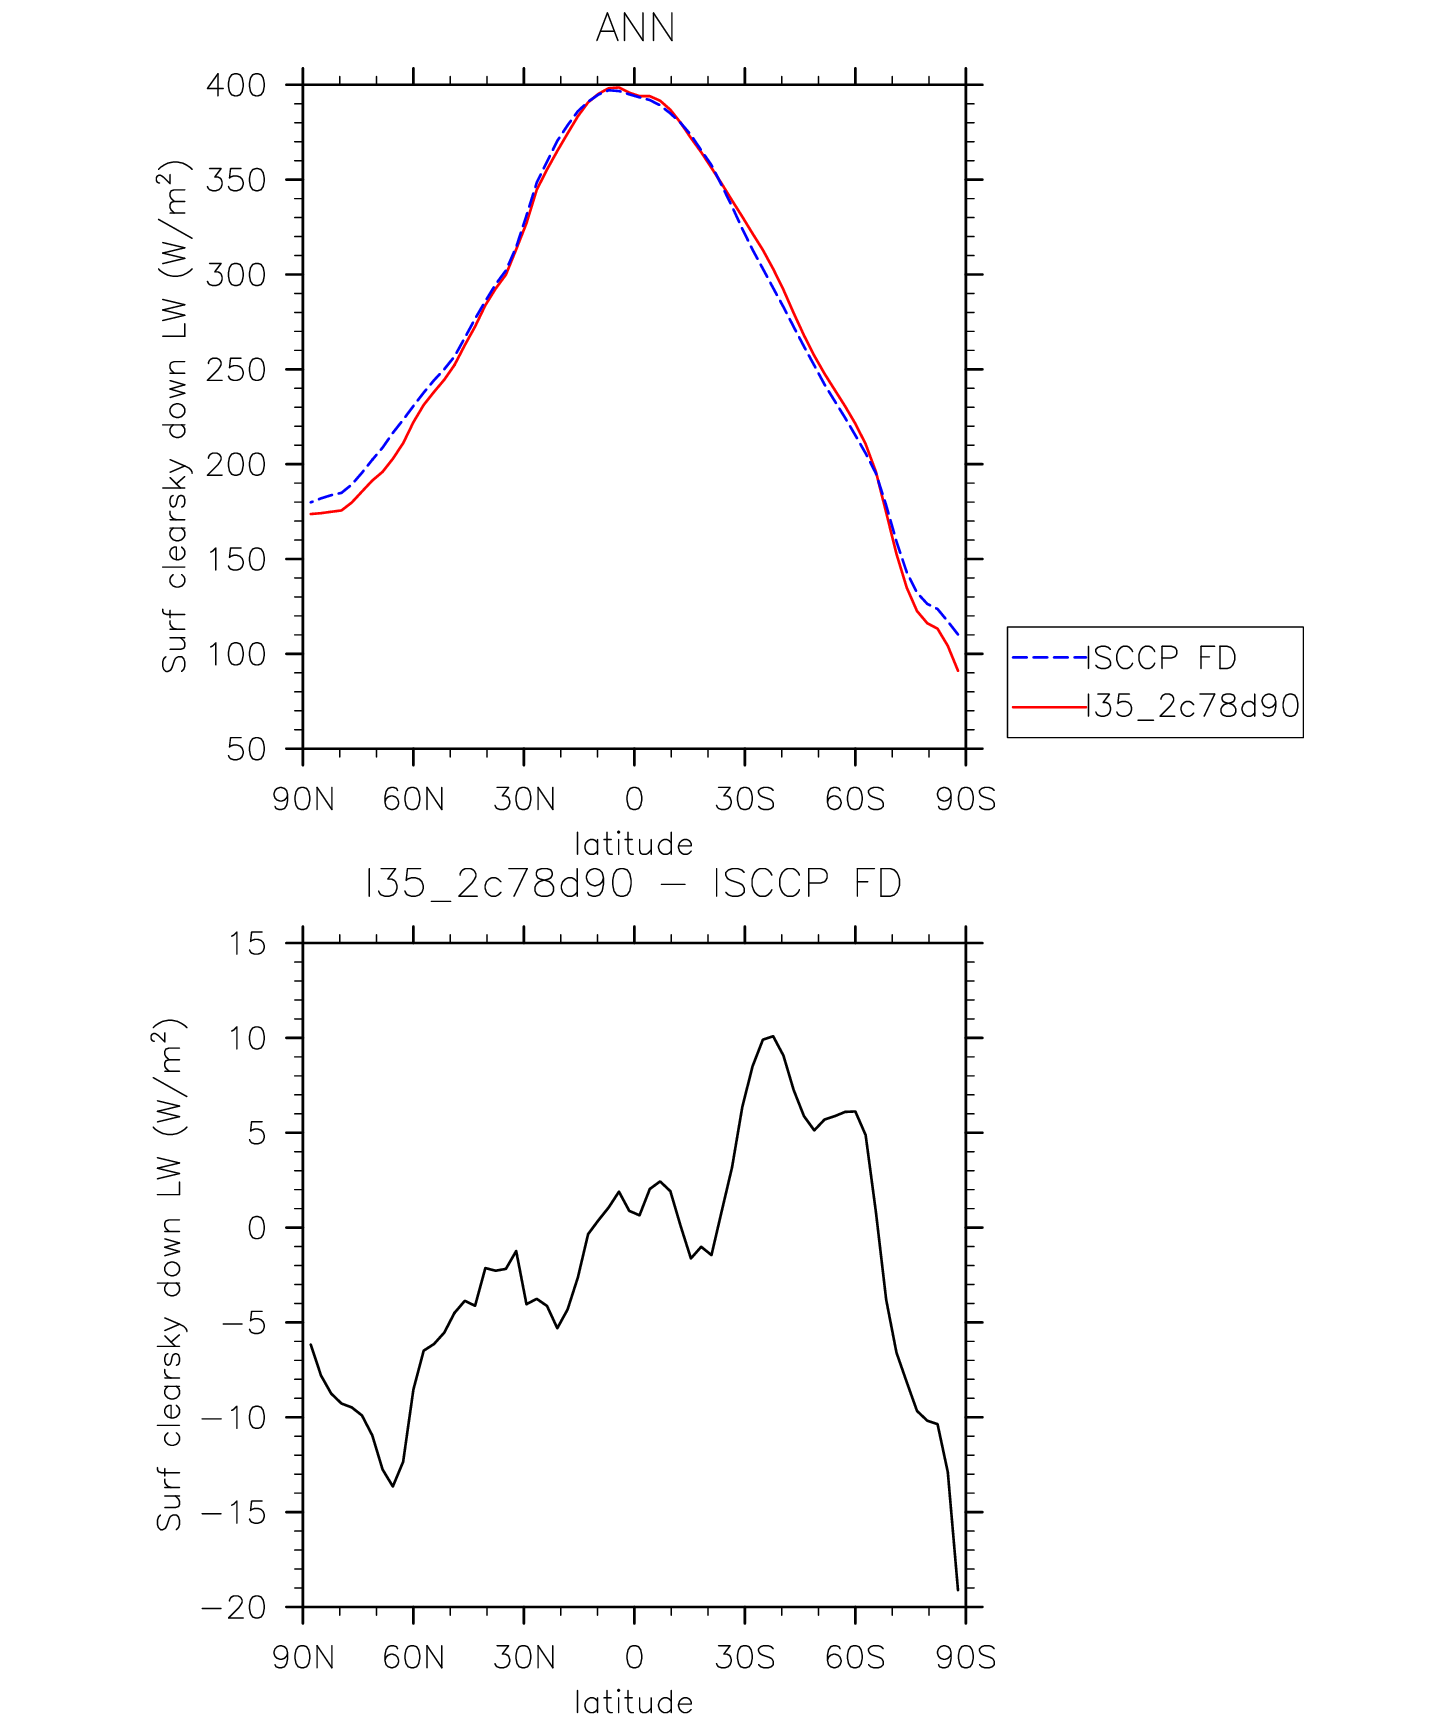 ANN
Surf clearsky down LW (W/m²)
400
350
300
250
200
150
100
50
90N 60N 30N 0 30S 60S 90S
latitude
ISCCP FD
I35_2c78d90
I35_2c78d90 − ISCCP FD
Surf clearsky down LW (W/m²)
15
10
5
0
−5
−10
−15
−20
90N 60N 30N 0 30S 60S 90S
latitude